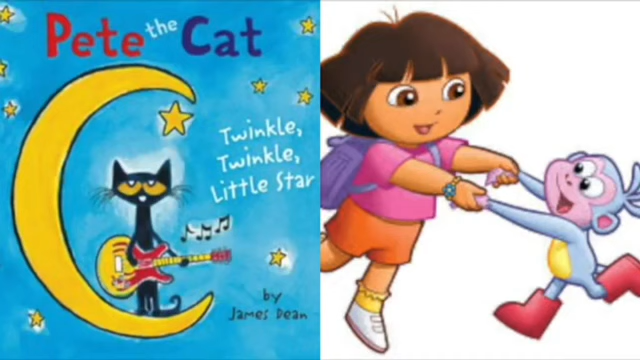 Pete the Cat
Twinkle,
Twinkle,
Little Star
by
James Dean